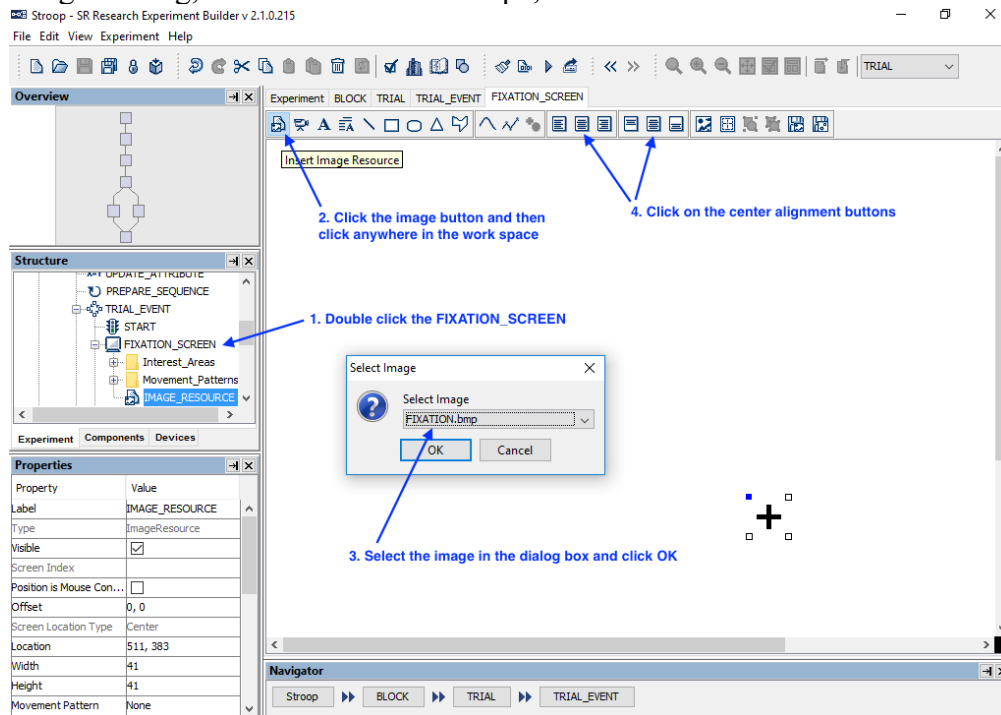 Stroop - SR Research Experiment Builder v 2.1.0.215
File Edit View Experiment Help
TRIAL
Overview
Experiment BLOCK TRIAL TRIAL_EVENT FIXATION_SCREEN
Insert Image Resource
2. Click the image button and then
click anywhere in the work space
4. Click on the center alignment buttons
Structure
UPDATE_ATTRIBUTE
PREPARE_SEQUENCE
TRIAL_EVENT
START
FIXATION_SCREEN
Interest_Areas
Movement_Patterns
IMAGE_RESOURCE
1. Double click the FIXATION_SCREEN
Select Image
Select Image
FIXATION.bmp
OK Cancel
3. Select the image in the dialog box and click OK
Experiment Components Devices
Properties
Property Value
Label IMAGE_RESOURCE
Type ImageResource
Visible
Screen Index
Position is Mouse Con...
Offset 0, 0
Screen Location Type Center
Location 511, 383
Width 41
Height 41
Movement Pattern None
Navigator
Stroop BLOCK TRIAL TRIAL_EVENT